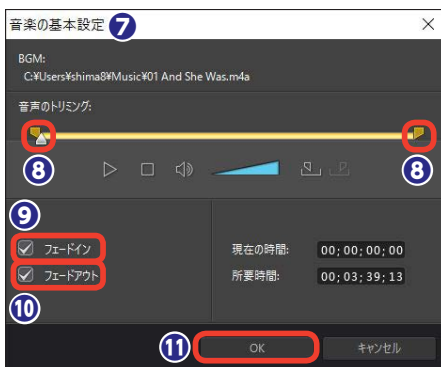 音楽の基本設定 ⑦
BGM:
C:¥Users¥shima8¥Music¥01 And She Was.m4a
音声のトリミング:
⑧ ⑧
⑨
フェードイン 現在の時間: 00;00;00;00
フェードアウト 所要時間: 00;03;39;13
⑩
⑪ OK キャンセル